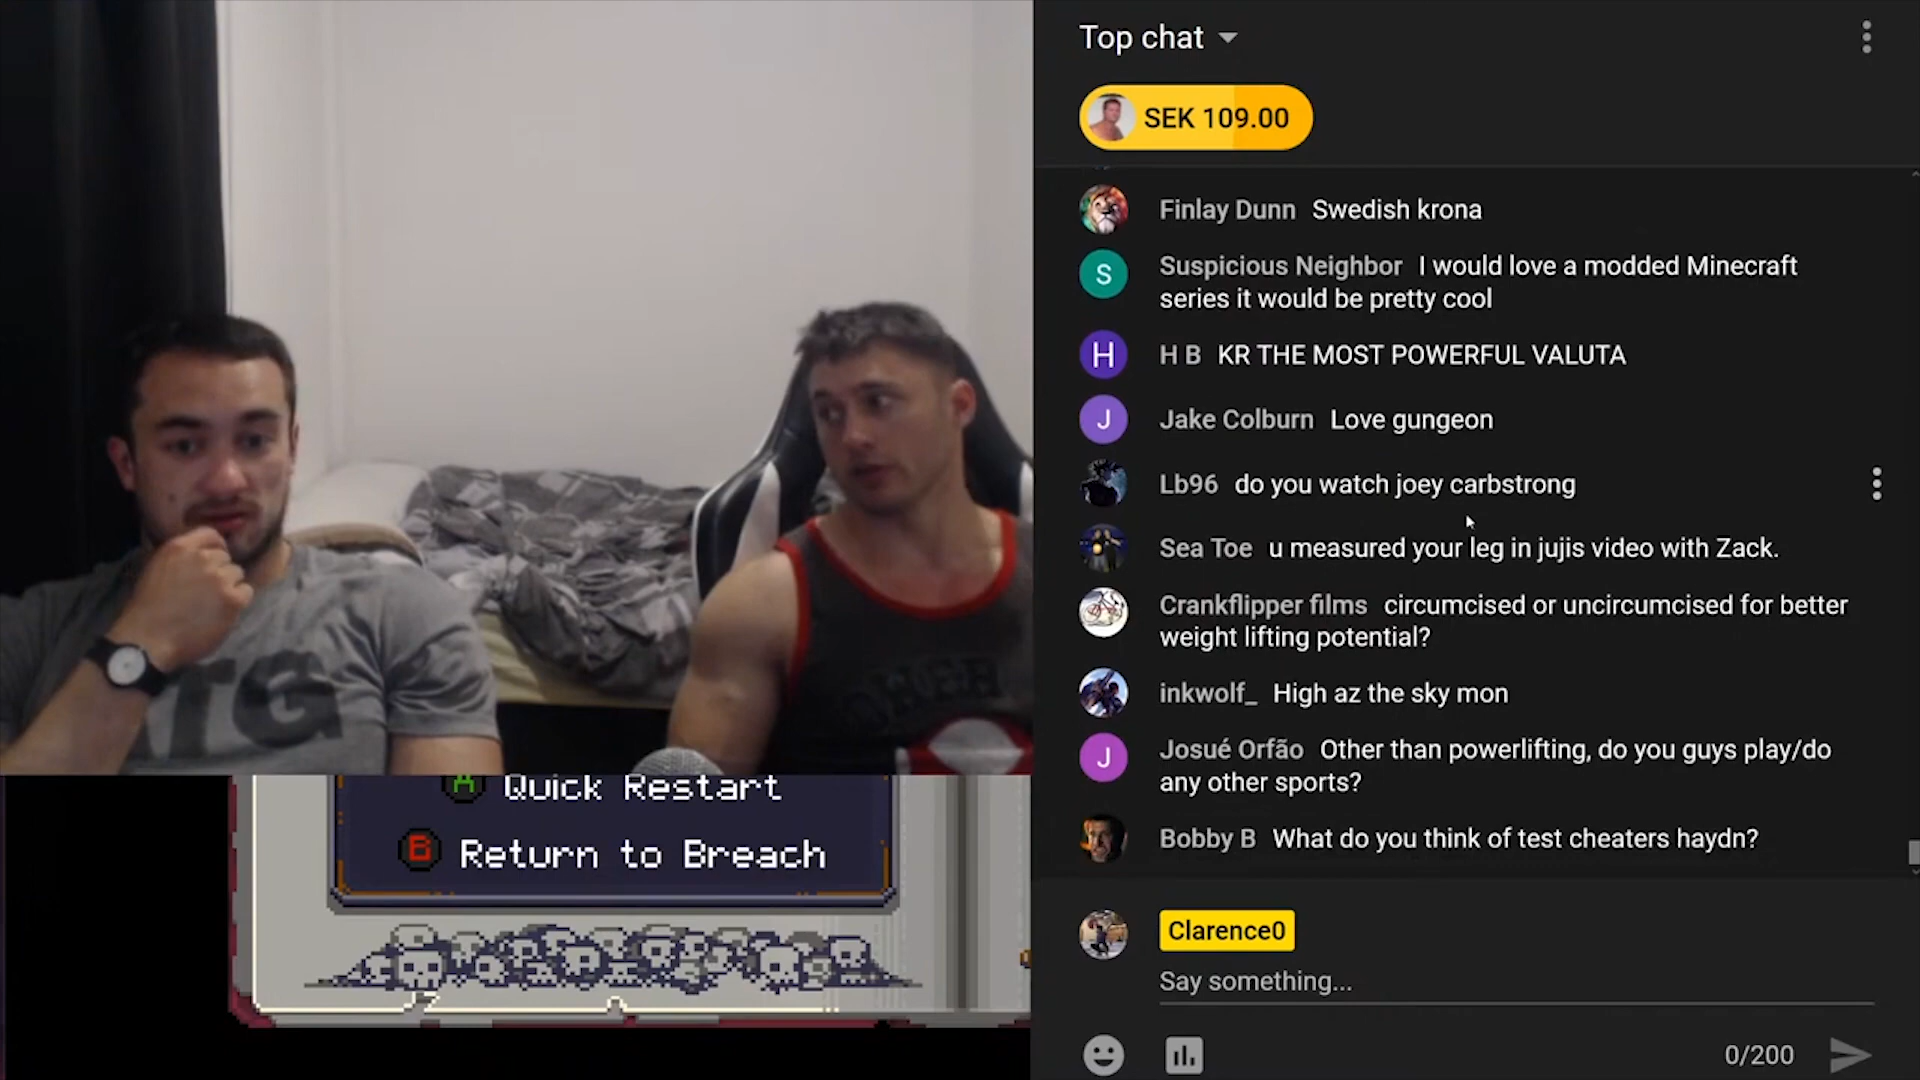 Top chat
SEK 109.00
Finlay Dunn Swedish krona
S
Suspicious Neighbor I would love a modded Minecraft
series it would be pretty cool
H
H B KR THE MOST POWERFUL VALUTA
J
Jake Colburn Love gungeon
Lb96 do you watch joey carbstrong
Sea Toe u measured your leg in jujis video with Zack.
Crankflipper films circumcised or uncircumcised for better
weight lifting potential?
inkwolf_ High az the sky mon
J
Josué Orfão Other than powerlifting, do you guys play/do
any other sports?
Bobby B What do you think of test cheaters haydn?
Clarence0
Say something...
0/200
ATG
A Quick Restart
B Return to Breach